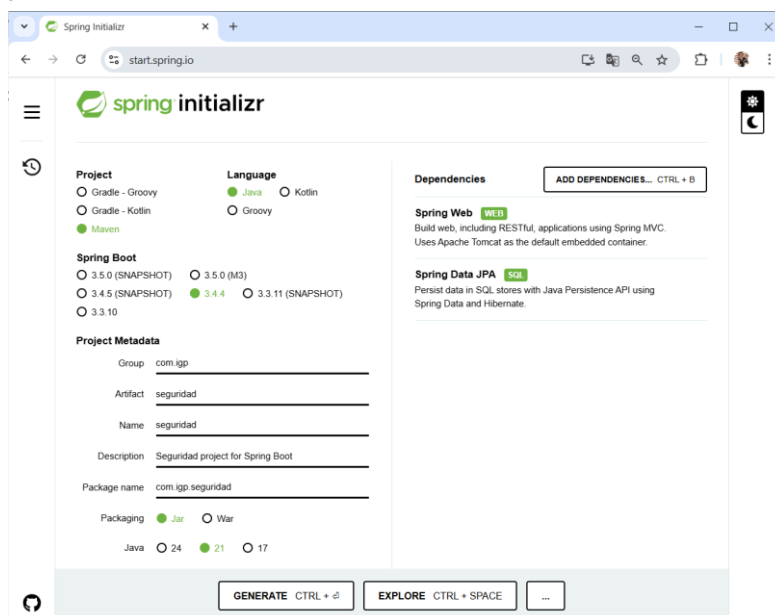 Spring Initializr
start.spring.io
spring initializr
Project
Gradle - Groovy
Gradle - Kotlin
Maven
Language
Java Kotlin
Groovy
Spring Boot
3.5.0 (SNAPSHOT) 3.5.0 (M3)
3.4.5 (SNAPSHOT) 3.4.4 3.3.11 (SNAPSHOT)
3.3.10
Project Metadata
Group com.igp
Artifact seguridad
Name seguridad
Description Seguridad project for Spring Boot
Package name com.igp.seguridad
Packaging Jar War
Java 24 21 17
Dependencies ADD DEPENDENCIES... CTRL + B
Spring Web WEB
Build web, including RESTful, applications using Spring MVC.
Uses Apache Tomcat as the default embedded container.
Spring Data JPA SQL
Persist data in SQL stores with Java Persistence API using
Spring Data and Hibernate.
GENERATE CTRL + ⏎ EXPLORE CTRL + SPACE ...